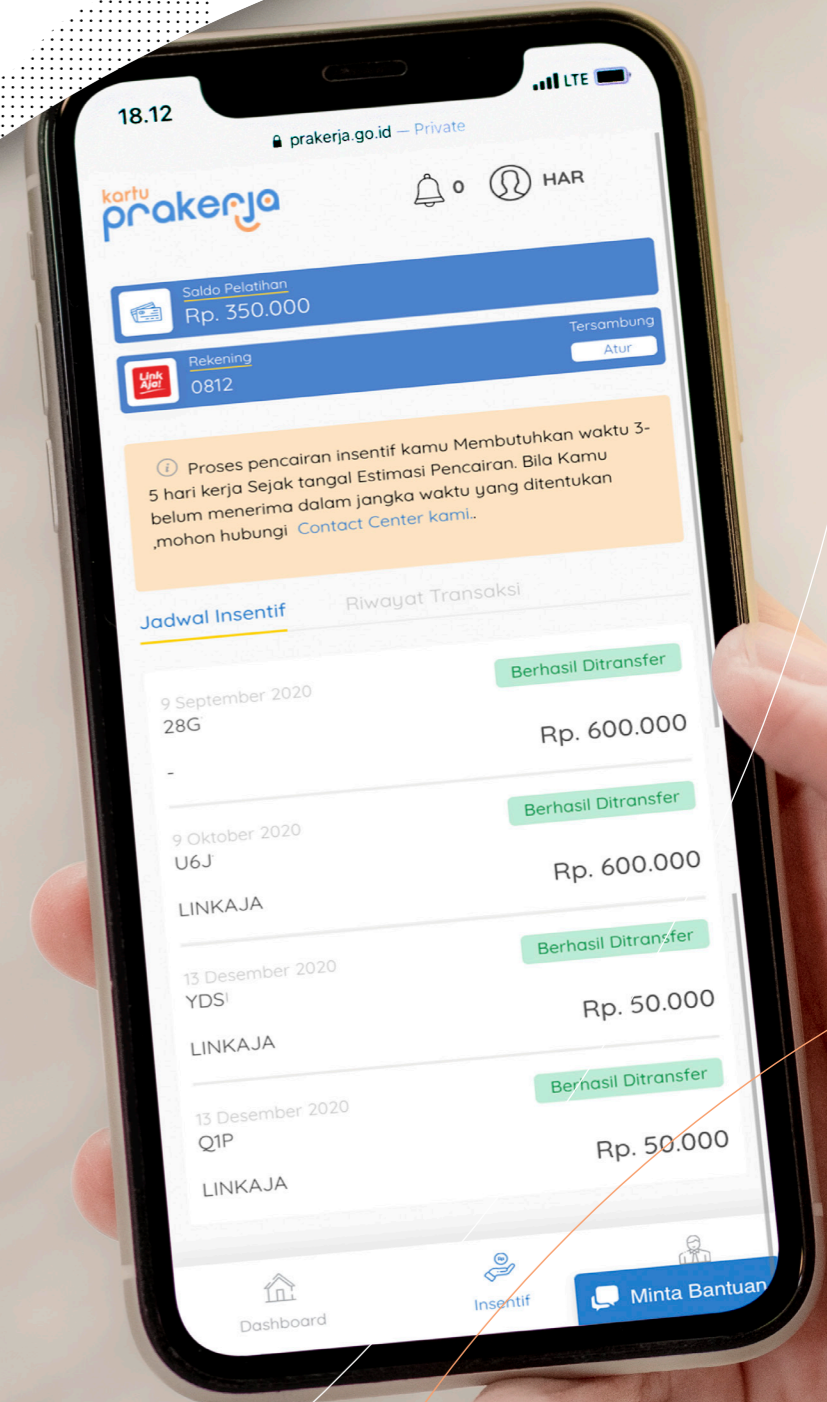 18.12
LTE
prakerja.go.id — Private
kartu
prakerja
0
HAR
Saldo Pelatihan
Rp. 350.000
Link
Aja!
Rekening
0812
Tersambung
Atur
Proses pencairan insentif kamu Membutuhkan waktu 3-
5 hari kerja Sejak tangal Estimasi Pencairan. Bila Kamu
belum menerima dalam jangka waktu yang ditentukan
,mohon hubungi Contact Center kami..
Jadwal Insentif
Riwayat Transaksi
9 September 2020
Berhasil Ditransfer
28G
Rp. 600.000
-
9 Oktober 2020
Berhasil Ditransfer
U6J
Rp. 600.000
LINKAJA
13 Desember 2020
Berhasil Ditransfer
YDS
Rp. 50.000
LINKAJA
13 Desember 2020
Berhasil Ditransfer
Q1P
Rp. 50.000
LINKAJA
Dashboard
Rp
Insentif
Minta Bantuan